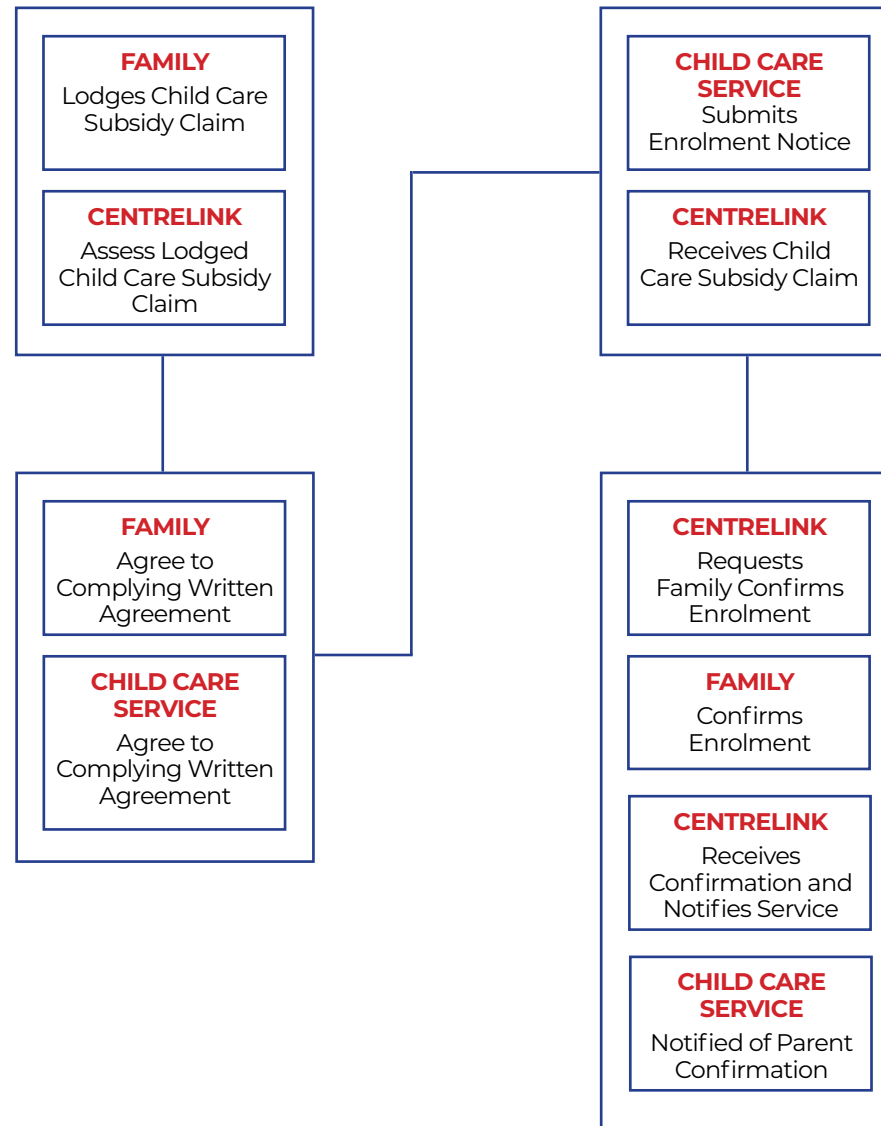 FAMILY
Lodges Child Care
Subsidy Claim
CENTRELINK
Assess Lodged
Child Care Subsidy
Claim
FAMILY
Agree to
Complying Written
Agreement
CHILD CARE
SERVICE
Agree to
Complying Written
Agreement
CHILD CARE
SERVICE
Submits
Enrolment Notice
CENTRELINK
Receives Child
Care Subsidy Claim
CENTRELINK
Requests
Family Confirms
Enrolment
FAMILY
Confirms
Enrolment
CENTRELINK
Receives
Confirmation and
Notifies Service
CHILD CARE
SERVICE
Notified of Parent
Confirmation